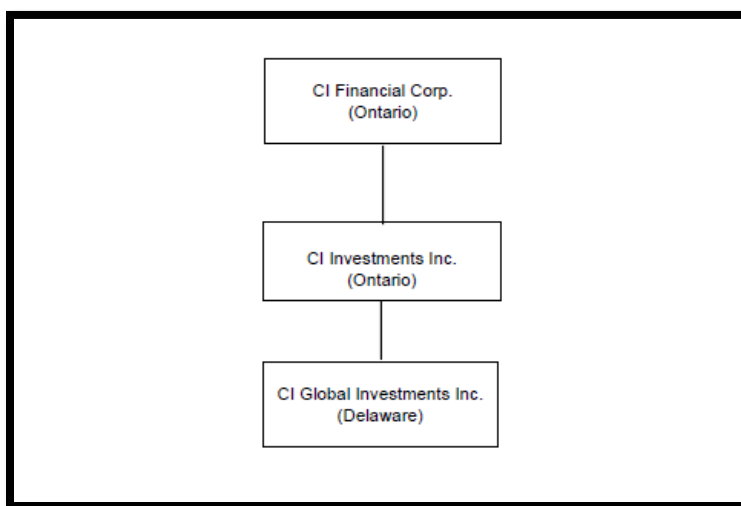 CI Financial Corp.
(Ontario)
CI Investments Inc.
(Ontario)
CI Global Investments Inc.
(Delaware)